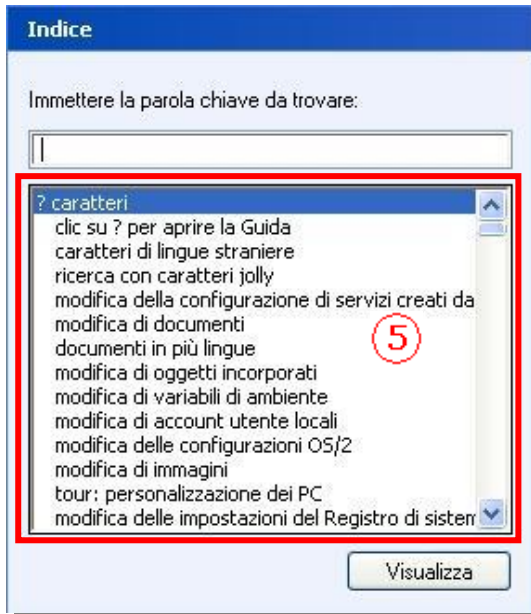 Indice
Immettere la parola chiave da trovare:
? caratteri
clic su ? per aprire la Guida
caratteri di lingue straniere
ricerca con caratteri jolly
modifica della configurazione di servizi creati da
modifica di documenti
documenti in più lingue
5
modifica di oggetti incorporati
modifica di variabili di ambiente
modifica di account utente locali
modifica delle configurazioni OS/2
modifica di immagini
tour: personalizzazione dei PC
modifica delle impostazioni del Registro di sistem
Visualizza